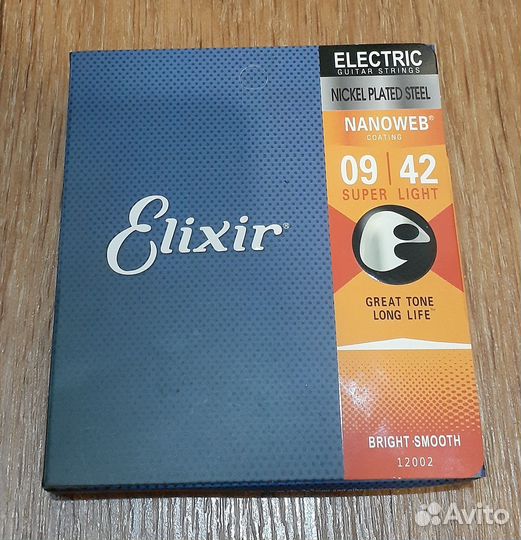 ELECTRIC
GUITAR STRINGS
NICKEL PLATED STEEL
NANOWEB®
COATING
09 | 42
SUPER LIGHT
Elixir®
GREAT TONE
LONG LIFE™
BRIGHT SMOOTH
12002
Avito